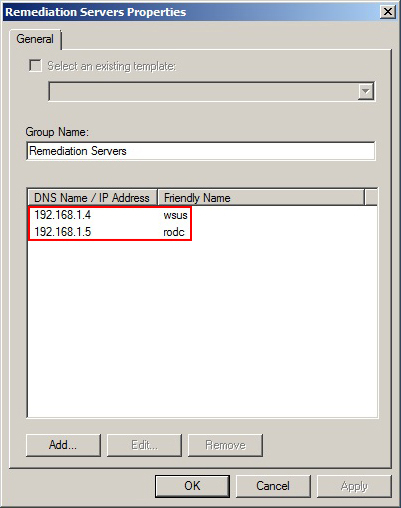 Remediation Servers Properties
General
Select an existing template:
Group Name:
Remediation Servers
DNS Name / IP Address Friendly Name
192.168.1.4 wsus
192.168.1.5 rodc
Add... Edit... Remove
OK Cancel Apply